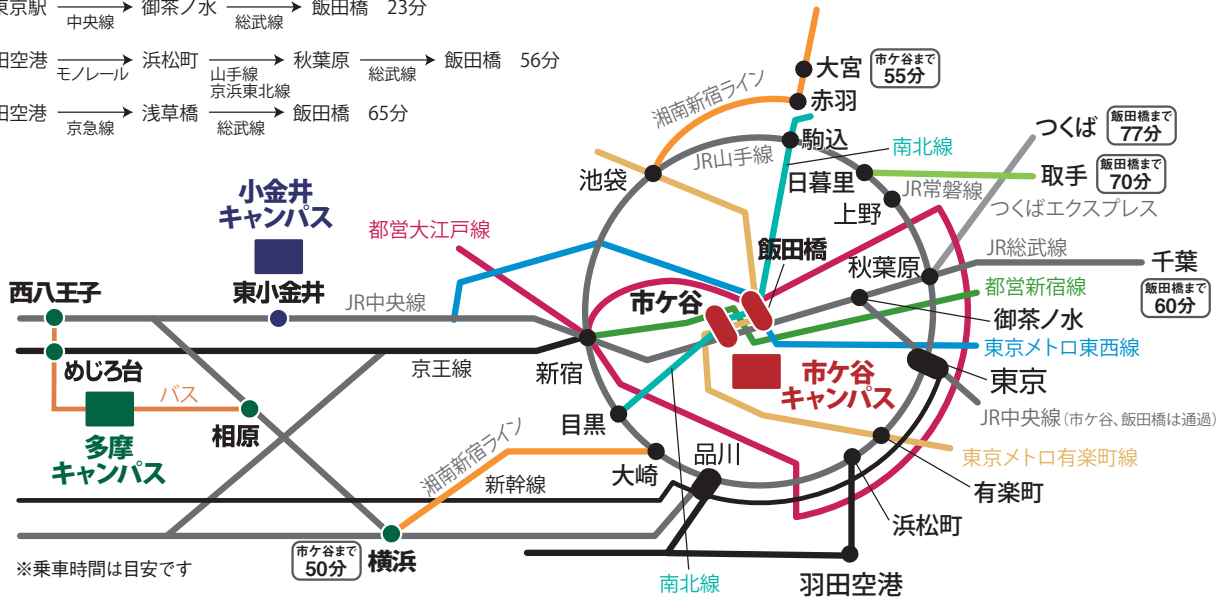 京駅 → 御茶ノ水 → 飯田橋 23分
中央線 総武線
田空港 → 浜松町 → 秋葉原 → 飯田橋 56分
モノレール 山手線 総武線
京浜東北線
田空港 → 浅草橋 → 飯田橋 65分
京急線 総武線
大宮
市ケ谷まで
55分
湘南新宿ライン
赤羽
駒込
つくば
飯田橋まで
77分
南北線
JR山手線
池袋
日暮里
取手
飯田橋まで
70分
JR常磐線
上野
つくばエクスプレス
小金井
キャンパス
都営大江戸線
飯田橋
JR総武線
秋葉原
千葉
飯田橋まで
60分
西八王子
東小金井
JR中央線
市ケ谷
都営新宿線
御茶ノ水
東京メトロ東西線
めじろ台
京王線
新宿
市ケ谷
キャンパス
東京
バス
JR中央線(市ケ谷、飯田橋は通過)
相原
目黒
多摩
キャンパス
湘南新宿ライン
品川
東京メトロ有楽町線
大崎
新幹線
有楽町
浜松町
市ケ谷まで
50分
横浜
※乗車時間は目安です
南北線
羽田空港